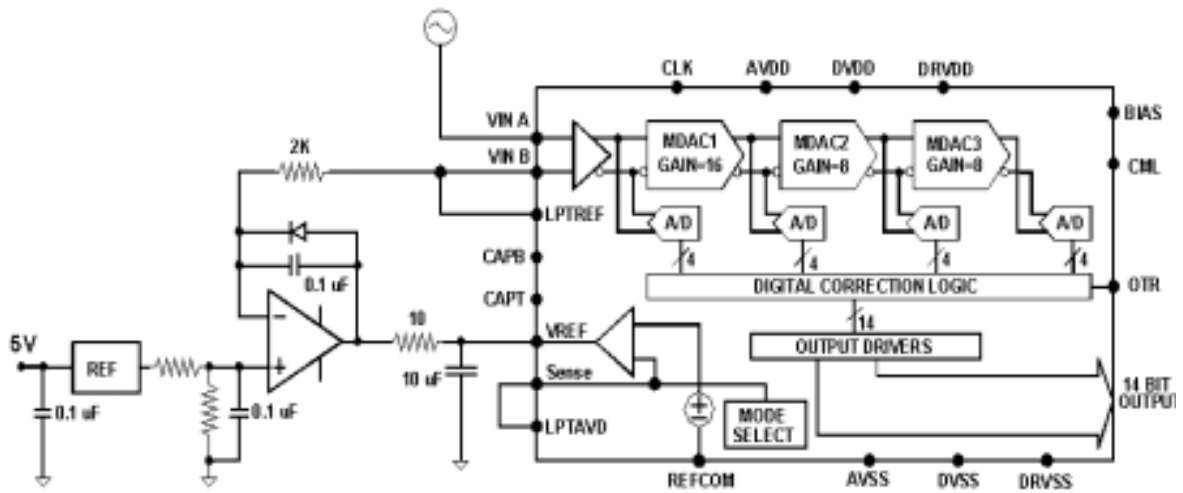 CLK AVDD DVDD DRVDD
BIAS
VIN A
MDAC1 GAIN=16
MDAC2 GAIN=8
MDAC3 GAIN=8
2K
VIN B
CML
LPTREF
A/D A/D A/D A/D
4 4 4 4
CAPB
0.1 uF
DIGITAL CORRECTION LOGIC
OTR
CAPT
−
10
VREF
14
5V
REF
+
OUTPUT DRIVERS
10 uF
Sense
14 BIT
OUTPUT
0.1 uF
0.1 uF
+
−
MODE
SELECT
LPTAVD
REFCOM
AVSS DVSS DRVSS